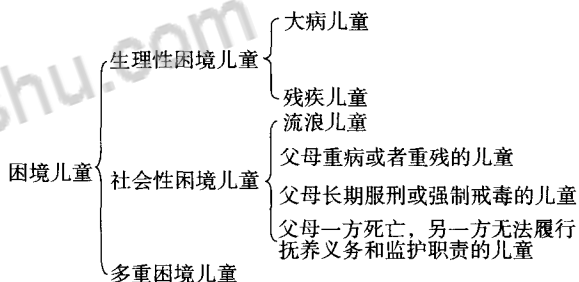 shu.com
大病儿童
生理性困境儿童
残疾儿童
流浪儿童
父母重病或者重残的儿童
困境儿童
社会性困境儿童
父母长期服刑或强制戒毒的儿童
父母一方死亡，另一方无法履行
抚养义务和监护职责的儿童
多重困境儿童